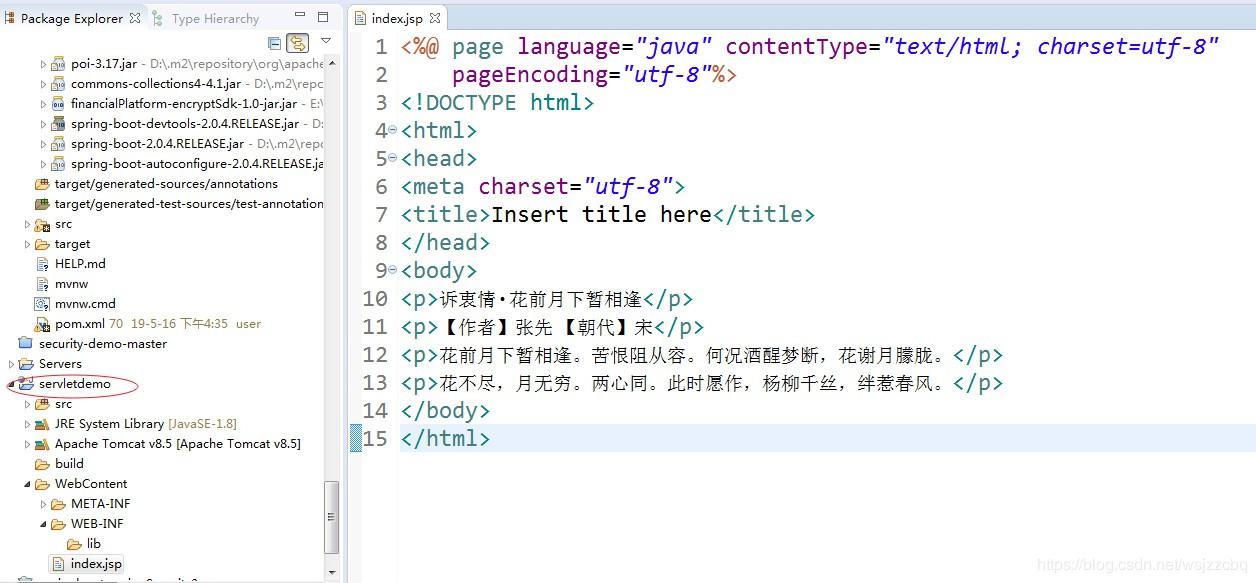 Package Explorer
Type Hierarchy
poi-3.17.jar - D:\.m2\repository\org\apache
commons-collections4-4.1.jar - D:\.m2\repo
financialPlatform-encryptSdk-1.0-jar.jar - E:\
spring-boot-devtools-2.0.4.RELEASE.jar - D:
spring-boot-2.0.4.RELEASE.jar - D:\.m2\repo
spring-boot-autoconfigure-2.0.4.RELEASE.ja
target/generated-sources/annotations
target/generated-test-sources/test-annotation
src
target
HELP.md
mvnw
mvnw.cmd
pom.xml 70 19-5-16 下午4:35 user
security-demo-master
Servers
servletdemo
src
JRE System Library [JavaSE-1.8]
Apache Tomcat v8.5 [Apache Tomcat v8.5]
build
WebContent
META-INF
WEB-INF
lib
index.jsp
index.jsp
1 <%@ page language="java" contentType="text/html; charset=utf-8"
2 pageEncoding="utf-8"%>
3 <!DOCTYPE html>
4 <html>
5 <head>
6 <meta charset="utf-8">
7 <title>Insert title here</title>
8 </head>
9 <body>
10 <p>诉衷情·花前月下暂相逢</p>
11 <p>【作者】张先 【朝代】宋</p>
12 <p>花前月下暂相逢。苦恨阻从容。何况酒醒梦断，花谢月朦胧。</p>
13 <p>花不尽，月无穷。两心同。此时愿作，杨柳千丝，绊惹春风。</p>
14 </body>
15 </html>
https://blog.csdn.net/wsjzzcbq